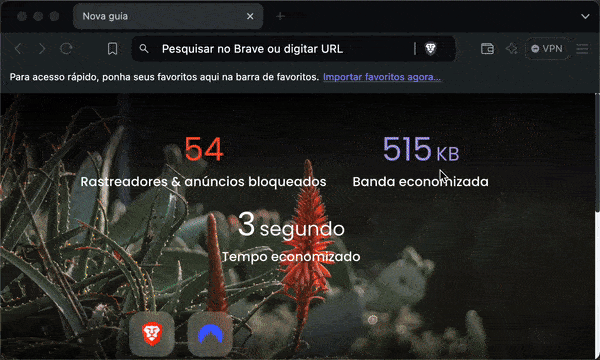 Nova guia
Pesquisar no Brave ou digitar URL
VPN
Para acesso rápido, ponha seus favoritos aqui na barra de favoritos. Importar favoritos agora...
54
Rastreadores & anúncios bloqueados
515 KB
Banda economizada
3 segundo
Tempo economizado